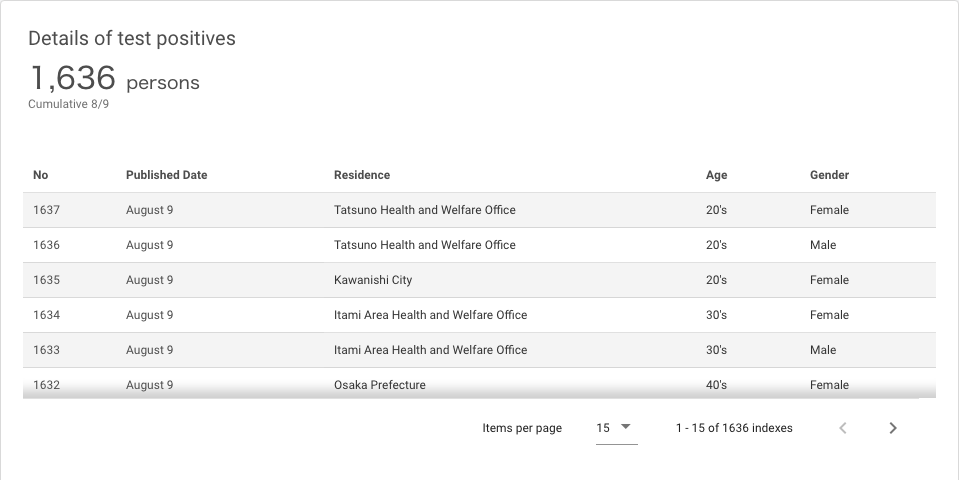 Details of test positives
1,636 persons
Cumulative 8/9
No Published Date Residence Age Gender
1637 August 9 Tatsuno Health and Welfare Office 20's Female
1636 August 9 Tatsuno Health and Welfare Office 20's Male
1635 August 9 Kawanishi City 20's Female
1634 August 9 Itami Area Health and Welfare Office 30's Female
1633 August 9 Itami Area Health and Welfare Office 30's Male
1632 August 9 Osaka Prefecture 40's Female
Items per page 15 1 - 15 of 1636 indexes